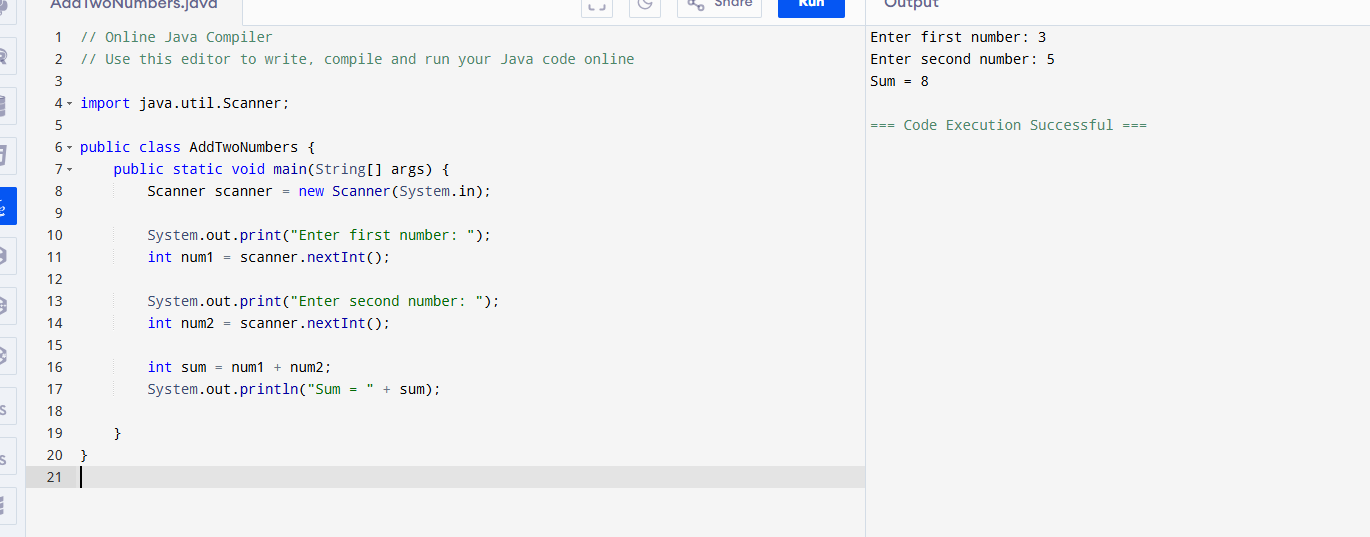 AddTwoNumbers.java
Share
Run
Output
1 // Online Java Compiler
2 // Use this editor to write, compile and run your Java code online
3
4 import java.util.Scanner;
5
6 public class AddTwoNumbers {
7 public static void main(String[] args) {
8 Scanner scanner = new Scanner(System.in);
9
10 System.out.print("Enter first number: ");
11 int num1 = scanner.nextInt();
12
13 System.out.print("Enter second number: ");
14 int num2 = scanner.nextInt();
15
16 int sum = num1 + num2;
17 System.out.println("Sum = " + sum);
18
19 }
20 }
21
Enter first number: 3
Enter second number: 5
Sum = 8
=== Code Execution Successful ===